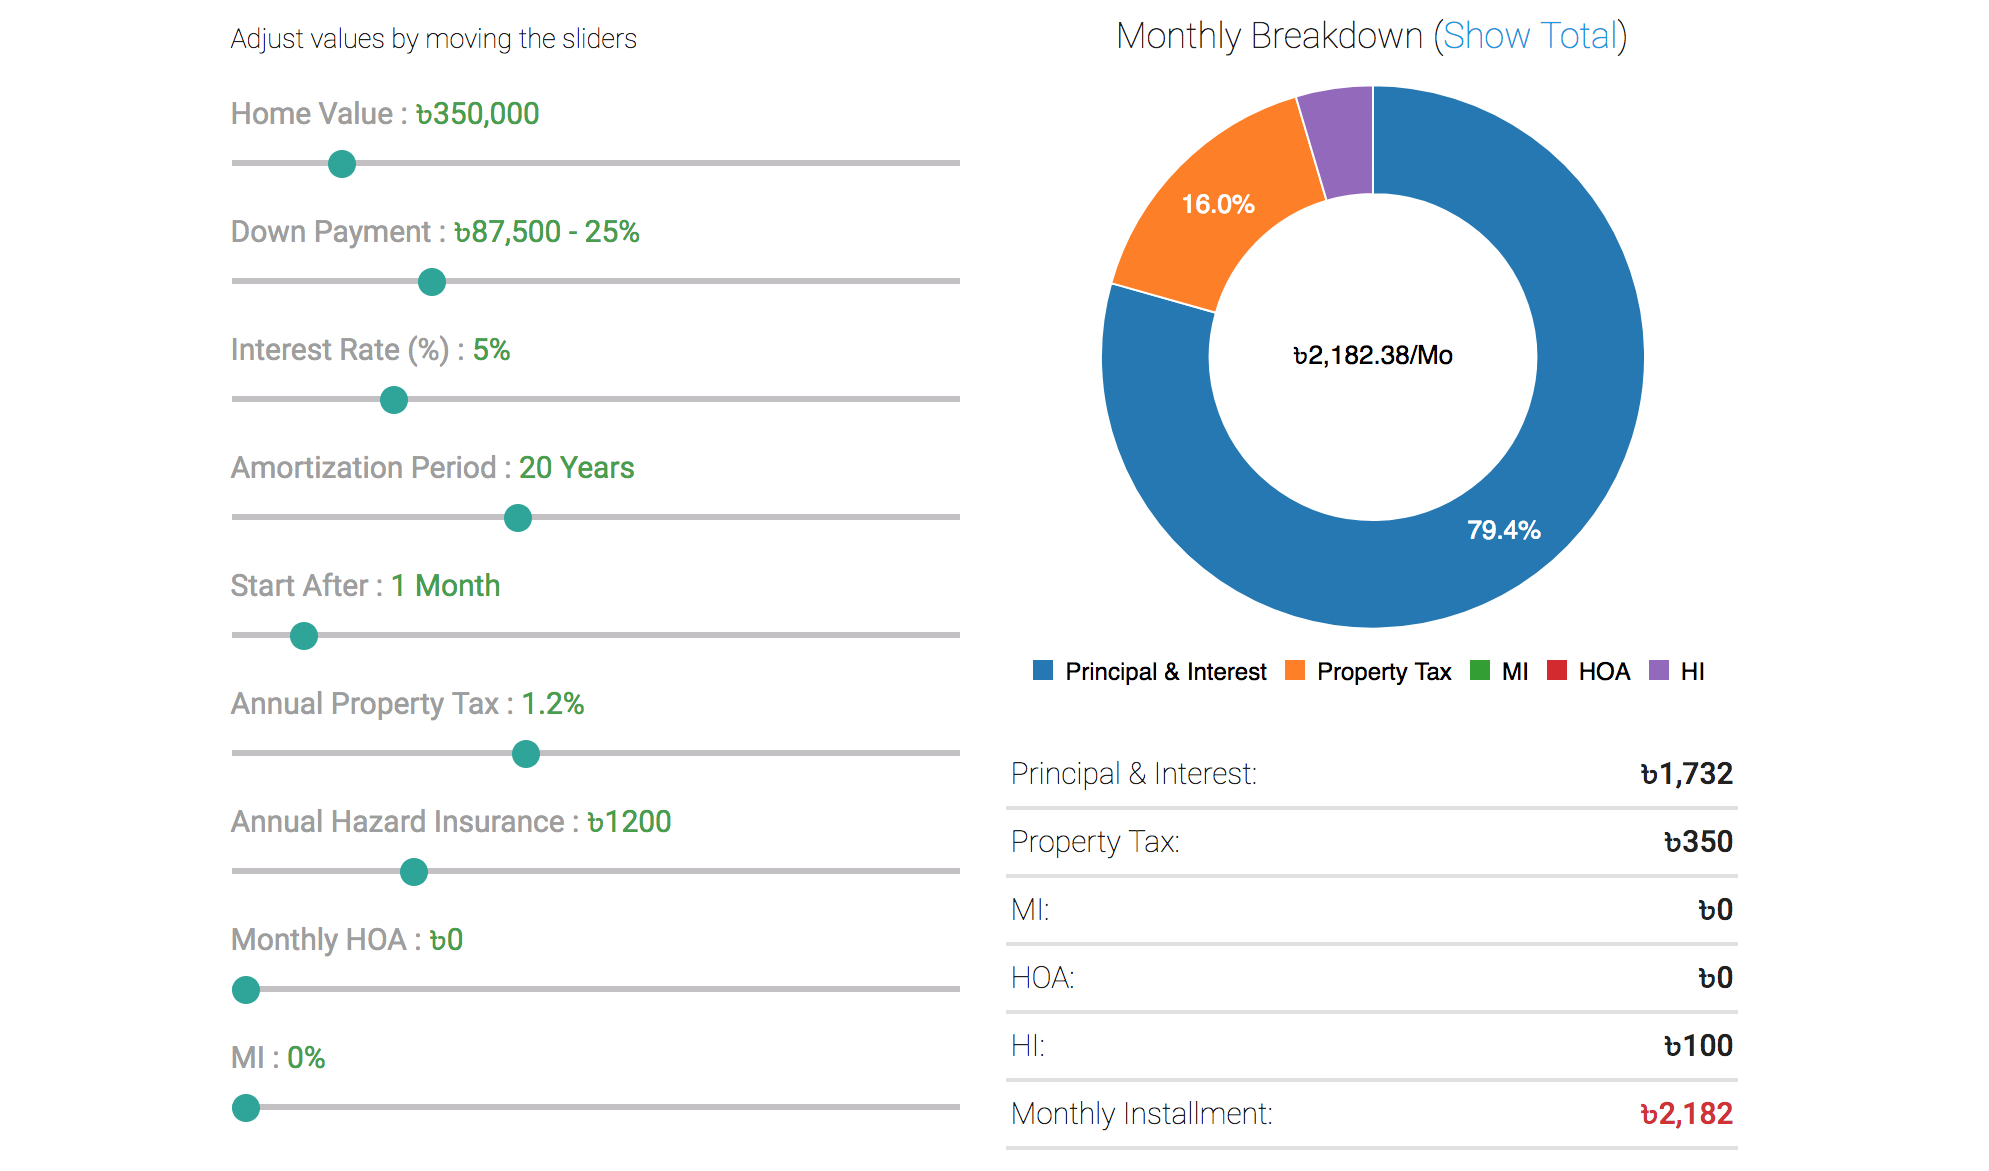 Adjust values by moving the sliders
Home Value : ৳350,000
Down Payment : ৳87,500 - 25%
Interest Rate (%) : 5%
Amortization Period : 20 Years
Start After : 1 Month
Annual Property Tax : 1.2%
Annual Hazard Insurance : ৳1200
Monthly HOA : ৳0
MI : 0%
Monthly Breakdown (Show Total)
16.0%
৳2,182.38/Mo
79.4%
Principal & Interest Property Tax MI HOA HI
Principal & Interest: ৳1,732
Property Tax: ৳350
MI: ৳0
HOA: ৳0
HI: ৳100
Monthly Installment: ৳2,182